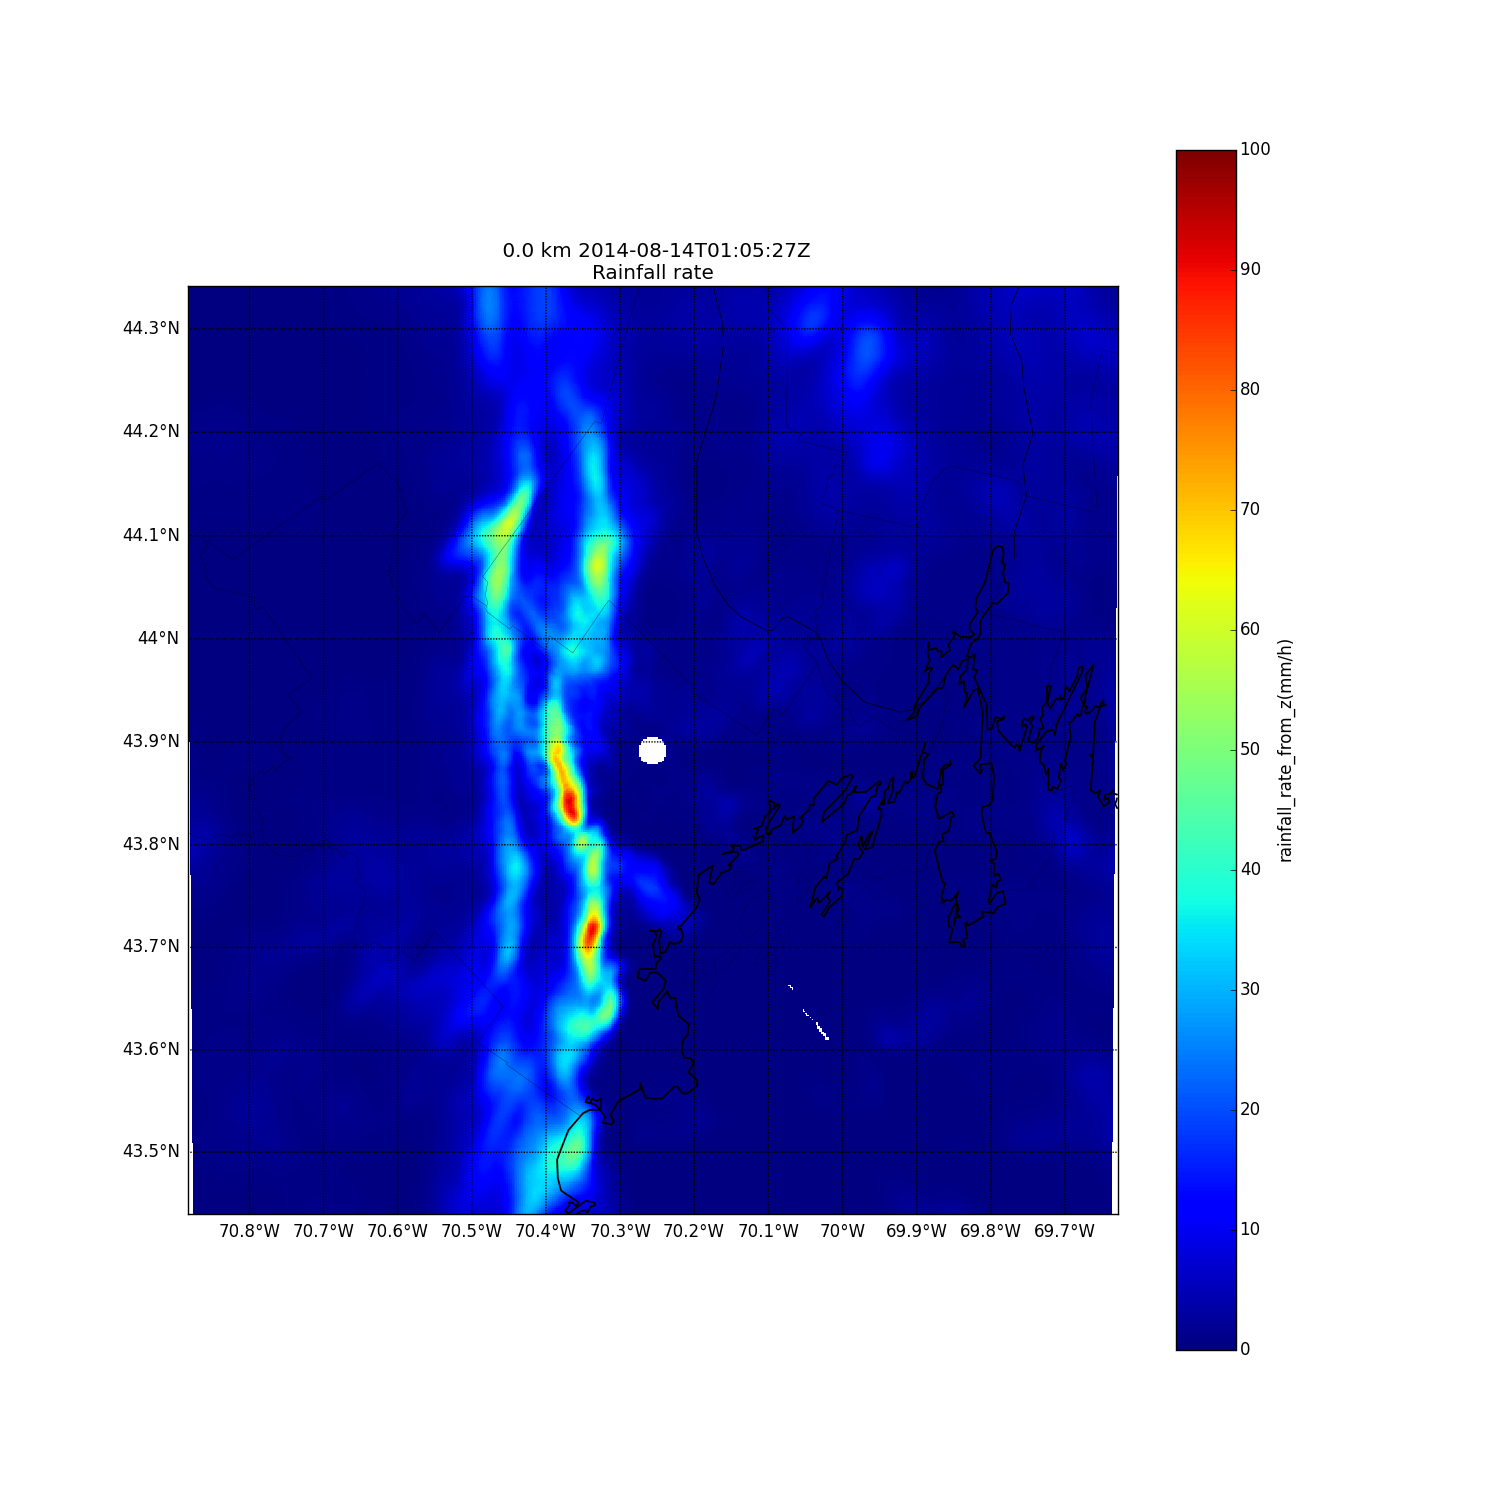 0.0 km 2014-08-14T01:05:27Z
Rainfall rate
44.3°N
44.2°N
44.1°N
44°N
43.9°N
43.8°N
43.7°N
43.6°N
43.5°N
70.8°W 70.7°W 70.6°W 70.5°W 70.4°W 70.3°W 70.2°W 70.1°W 70°W 69.9°W 69.8°W 69.7°W
100
90
80
70
60
50
40
30
20
10
0
rainfall_rate_from_z(mm/h)